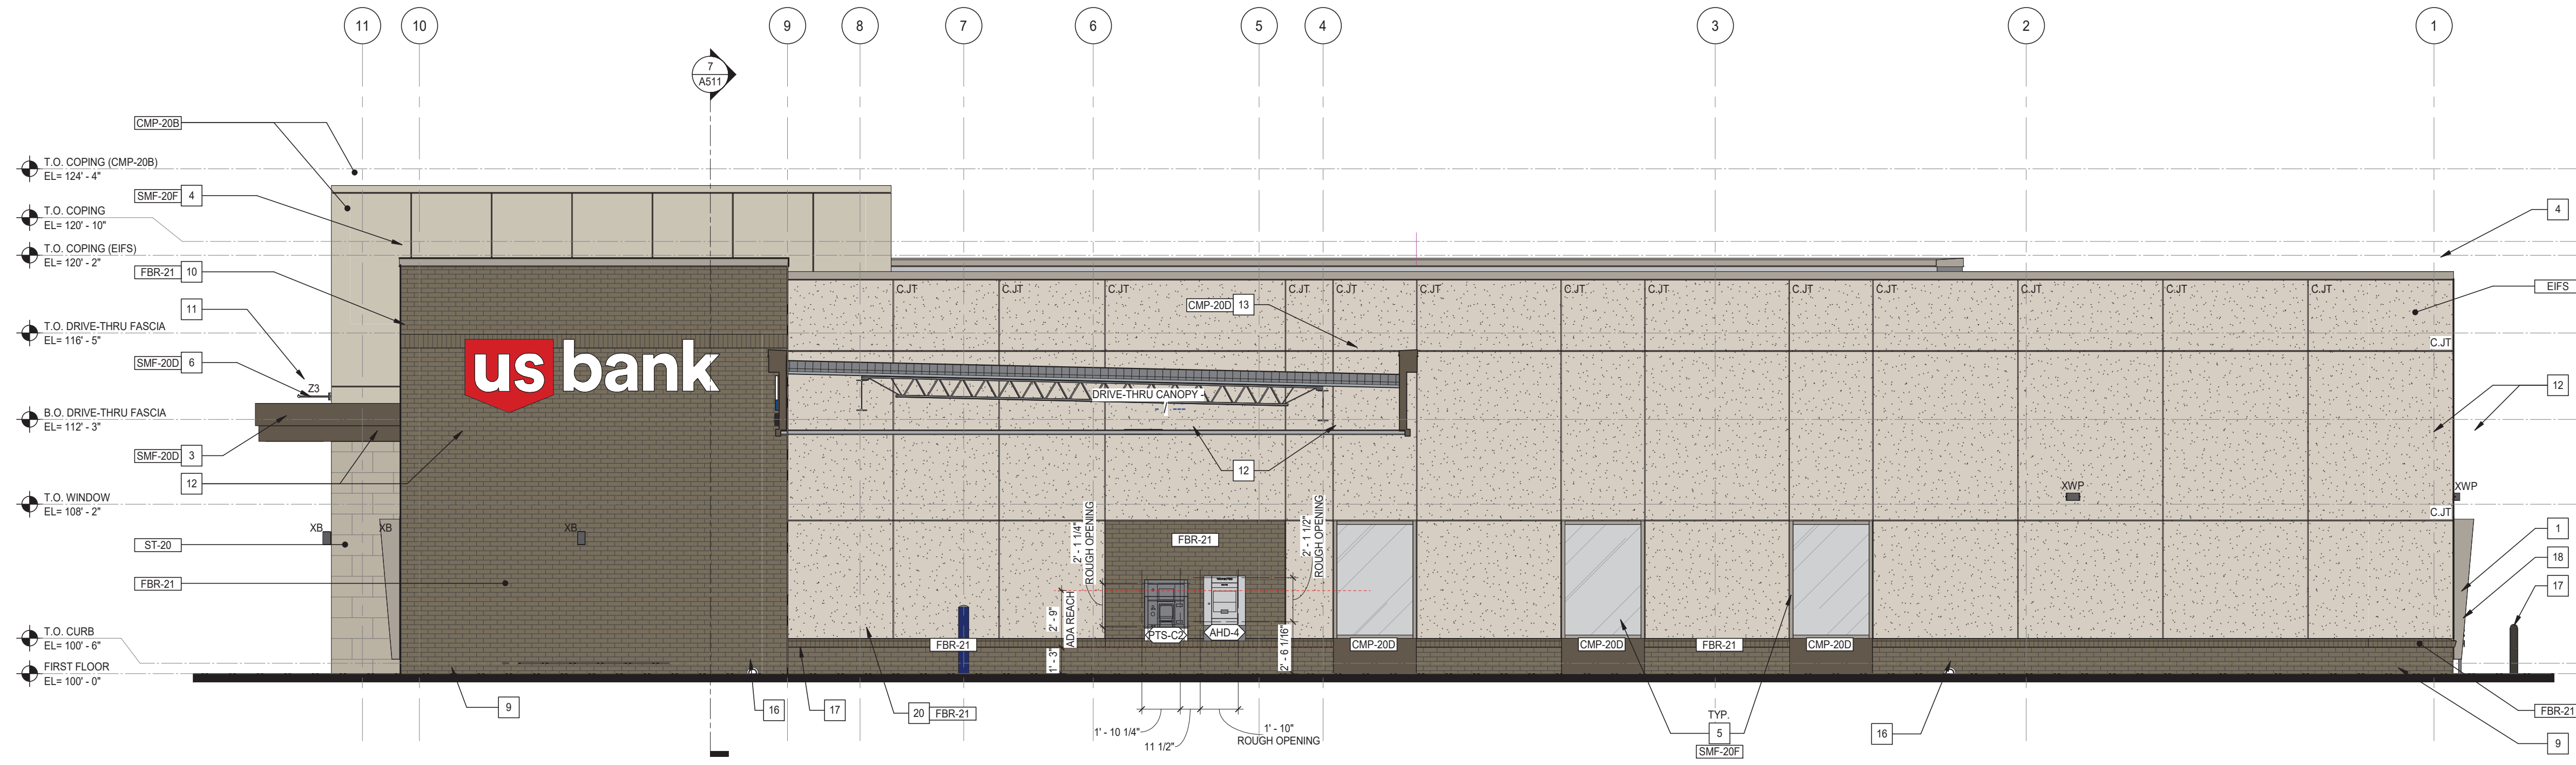 11
10
9
8
7
6
5
4
3
2
1
7
A511
CMP-20B
T.O. COPING (CMP-20B)
EL= 124' - 4"
SMF-20F 4
T.O. COPING
EL= 120' - 10"
T.O. COPING (EIFS)
EL= 120' - 2"
FBR-21 10
11
T.O. DRIVE-THRU FASCIA
EL= 116' - 5"
SMF-20D 6
Z3
B.O. DRIVE-THRU FASCIA
EL= 112' - 3"
SMF-20D 3
12
T.O. WINDOW
EL= 108' - 2"
XB
XB
XB
ST-20
FBR-21
T.O. CURB
EL= 100' - 6"
FIRST FLOOR
EL= 100' - 0"
us bank
C.JT
C.JT
C.JT
C.JT
C.JT
C.JT
C.JT
C.JT
C.JT
C.JT
C.JT
C.JT
C.JT
CMP-20D 13
DRIVE-THRU CANOPY -
12
4
EIFS
C.JT
12
XWP
XWP
C.JT
1
18
17
2' - 1 1/4"
ROUGH OPENING
FBR-21
2' - 1 1/2"
ROUGH OPENING
2' - 9"
ADA REACH
1' - 3"
PTS-C2
AHD-4
2' - 6 1/16"
FBR-21
CMP-20D
CMP-20D
FBR-21
CMP-20D
9
16
17
20 FBR-21
1' - 10 1/4"
11 1/2"
1' - 10"
ROUGH OPENING
TYP.
5
SMF-20F
16
FBR-21
9